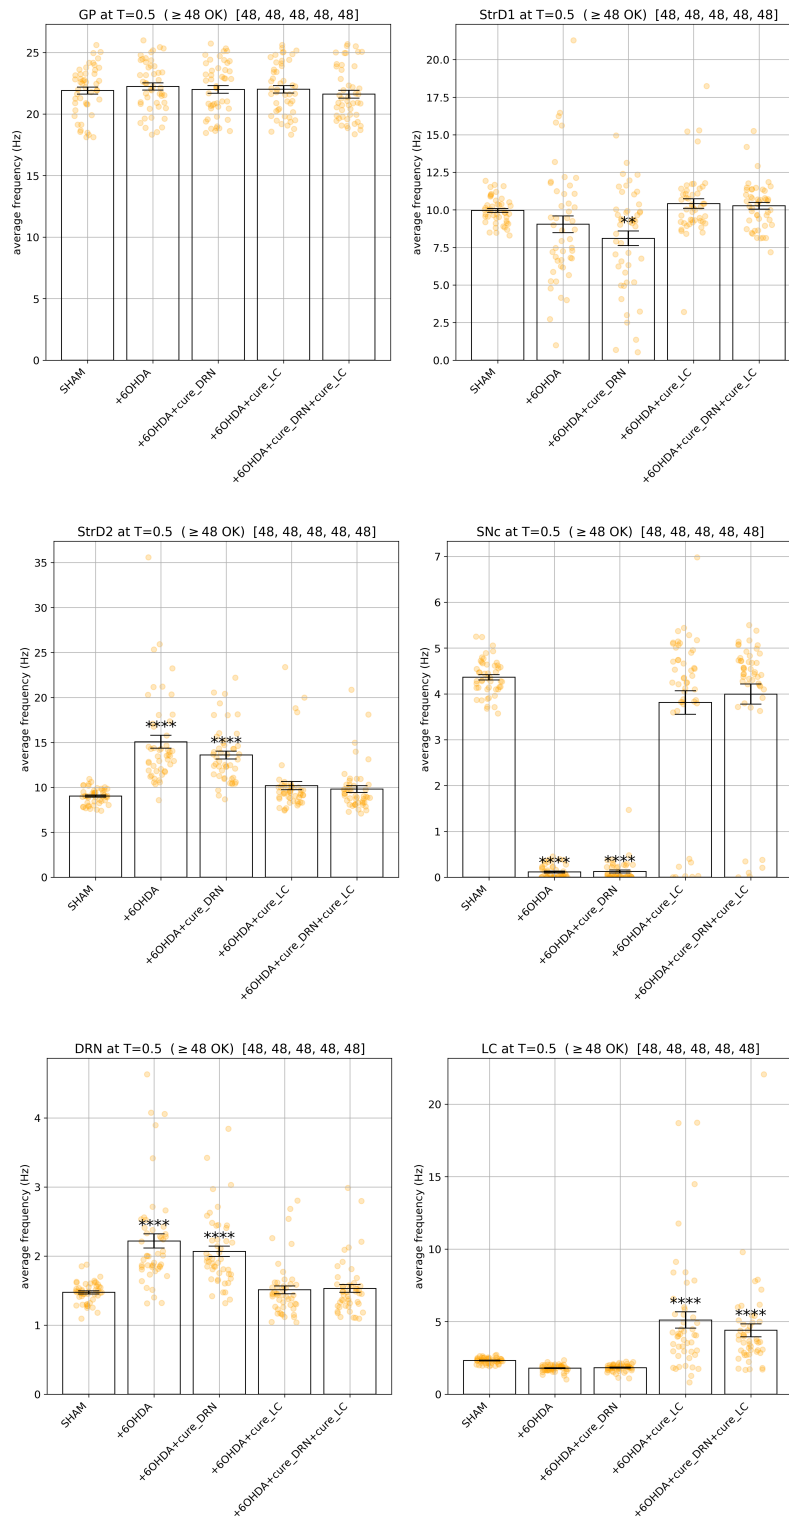 GP at T=0.5 (≥48 OK) [48, 48, 48, 48, 48]
average frequency (Hz)
25
20
15
10
5
0
SHAM
+6OHDA
+6OHDA+cure_DRN
+6OHDA+cure_LC
+6OHDA+cure_DRN+cure_LC
StrD1 at T=0.5 (≥48 OK) [48, 48, 48, 48, 48]
average frequency (Hz)
20.0
17.5
15.0
12.5
10.0
7.5
5.0
2.5
0.0
**
SHAM
+6OHDA
+6OHDA+cure_DRN
+6OHDA+cure_LC
+6OHDA+cure_DRN+cure_LC
StrD2 at T=0.5 (≥48 OK) [48, 48, 48, 48, 48]
average frequency (Hz)
35
30
25
20
15
10
5
0
****
****
SHAM
+6OHDA
+6OHDA+cure_DRN
+6OHDA+cure_LC
+6OHDA+cure_DRN+cure_LC
SNc at T=0.5 (≥48 OK) [48, 48, 48, 48, 48]
average frequency (Hz)
7
6
5
4
3
2
1
0
****
****
SHAM
+6OHDA
+6OHDA+cure_DRN
+6OHDA+cure_LC
+6OHDA+cure_DRN+cure_LC
DRN at T=0.5 (≥48 OK) [48, 48, 48, 48, 48]
average frequency (Hz)
4
3
2
1
0
****
****
SHAM
+6OHDA
+6OHDA+cure_DRN
+6OHDA+cure_LC
+6OHDA+cure_DRN+cure_LC
LC at T=0.5 (≥48 OK) [48, 48, 48, 48, 48]
average frequency (Hz)
20
15
10
5
0
****
****
SHAM
+6OHDA
+6OHDA+cure_DRN
+6OHDA+cure_LC
+6OHDA+cure_DRN+cure_LC